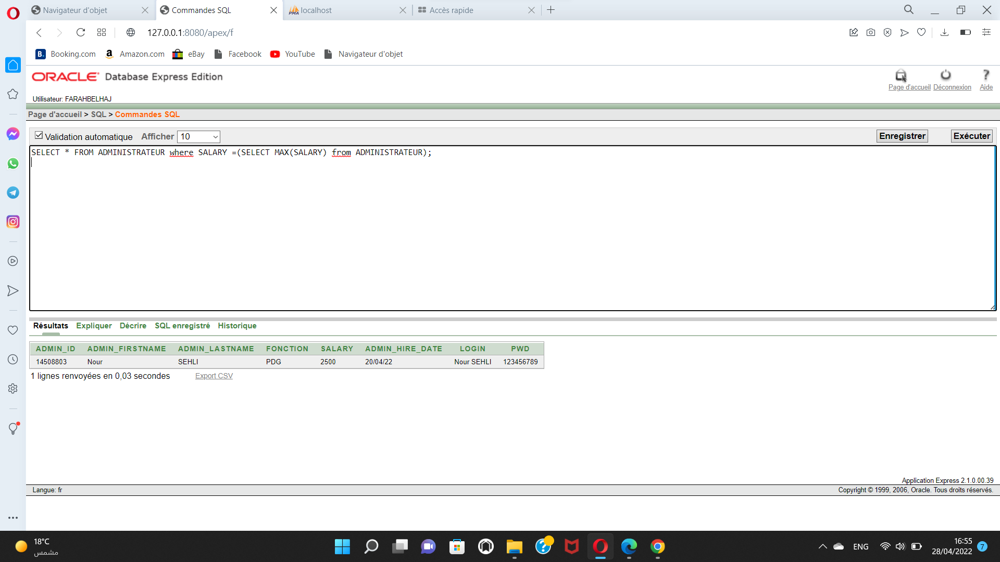 Navigateur d'objet
Commandes SQL
PMA localhost
Accès rapide
127.0.0.1:8080/apex/f
B. Booking.com
a Amazon.com
eBay
Facebook
YouTube
Navigateur d'objet
ORACLE Database Express Edition
Page d'accueil Déconnexion Aide
Utilisateur: FARAHBELHAJ
Page d'accueil > SQL > Commandes SQL
Validation automatique Afficher 10 Enregistrer Exécuter
SELECT * FROM ADMINISTRATEUR where SALARY =(SELECT MAX(SALARY) from ADMINISTRATEUR);
Résultats Expliquer Décrire SQL enregistré Historique
ADMIN_ID ADMIN_FIRSTNAME ADMIN_LASTNAME FONCTION SALARY ADMIN_HIRE_DATE LOGIN PWD
14508803 Nour SEHLI PDG 2500 20/04/22 Nour SEHLI 123456789
1 lignes renvoyées en 0,03 secondes Export CSV
Application Express 2.1.0.00.39
Langue: fr Copyright © 1999, 2006, Oracle. Tous droits réservés.
18°C
مشمس
ENG
16:55
28/04/2022
7